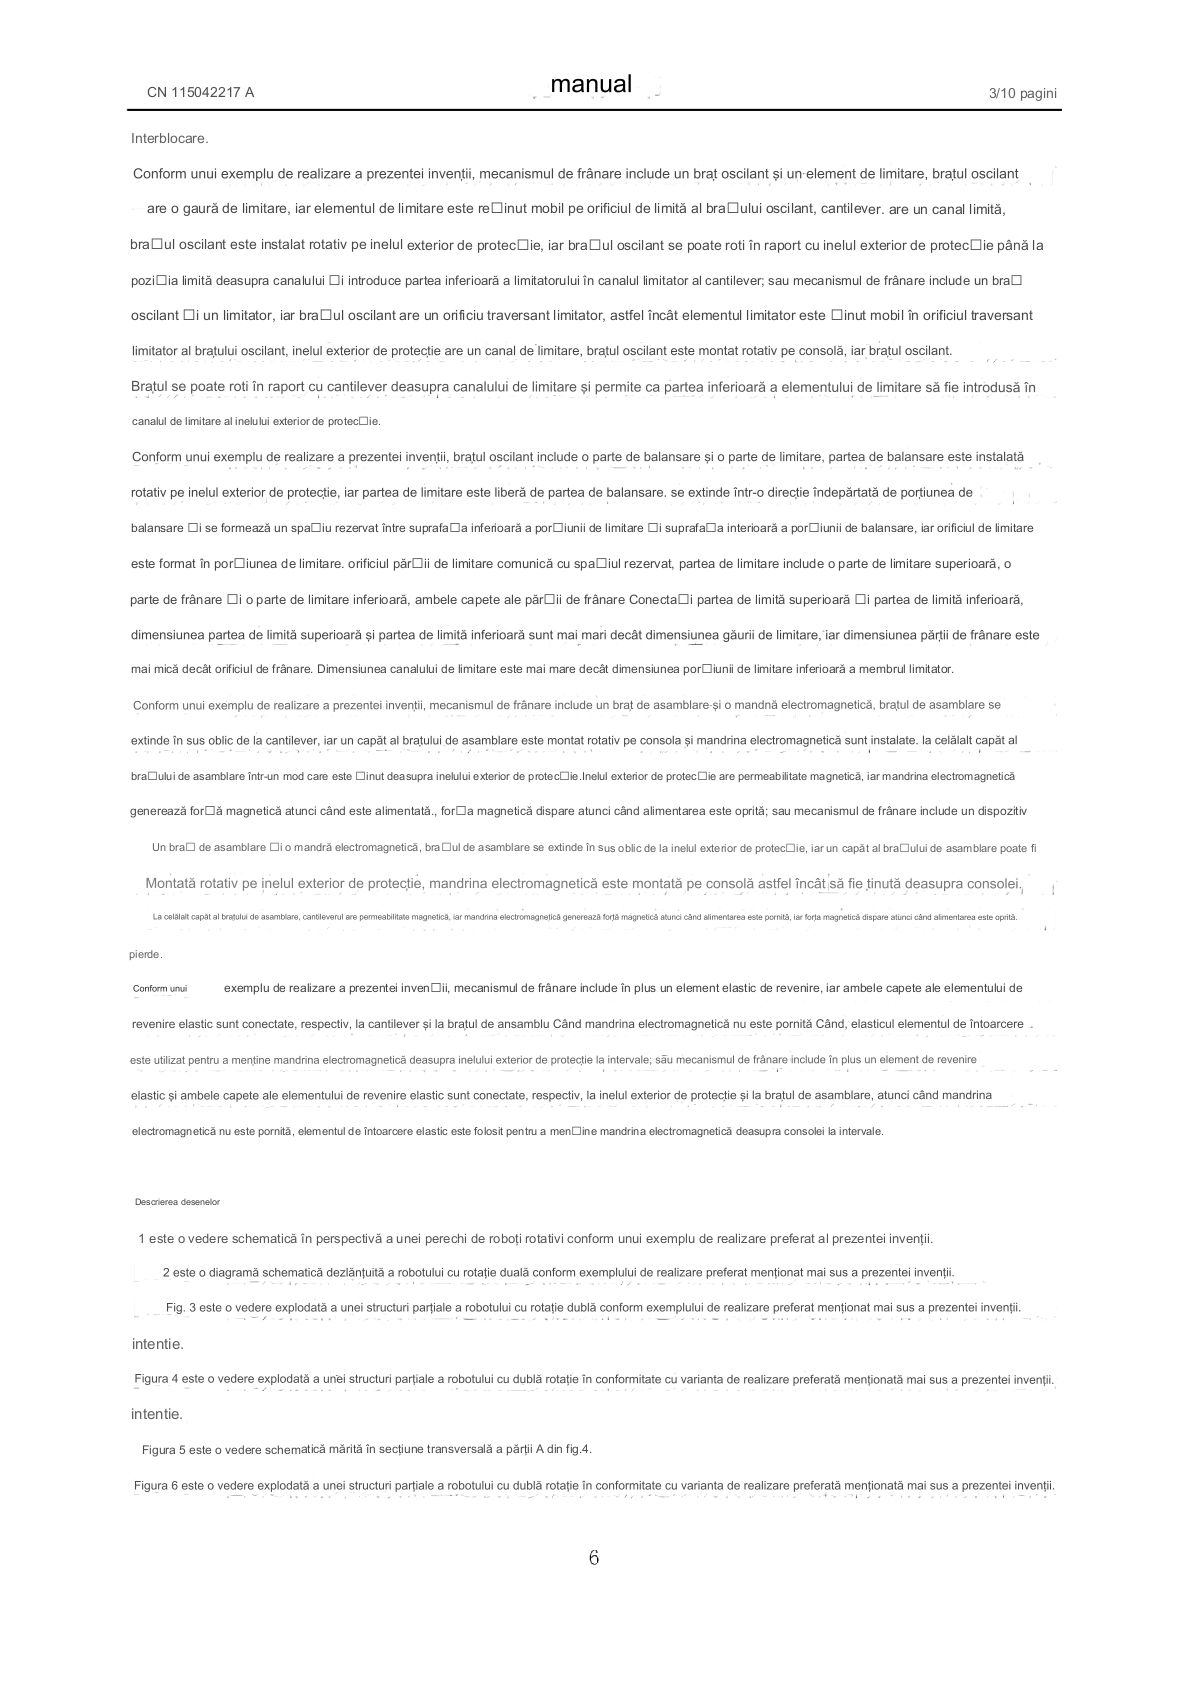 CN 115042217 A
manual
3/10 pagini
Interblocare.
Conform unui exemplu de realizare a prezentei invenții, mecanismul de frânare include un braț oscilant și un element de limitare, brațul oscilant
are o gaură de limitare, iar elementul de limitare este re□inut mobil pe orificiul de limită al bra□ului oscilant, cantilever. are un canal limită,
bra□ul oscilant este instalat rotativ pe inelul exterior de protec□ie, iar bra□ul oscilant se poate roti în raport cu inelul exterior de protec□ie până la
pozi□ia limită deasupra canalului □i introduce partea inferioară a limitatorului în canalul limitator al cantilever; sau mecanismul de frânare include un bra□
oscilant □i un limitator, iar bra□ul oscilant are un orificiu traversant limitator, astfel încât elementul limitator este □inut mobil în orificiul traversant
limitator al brațului oscilant, inelul exterior de protecție are un canal de limitare, brațul oscilant este montat rotativ pe consolă, iar brațul oscilant.
Brațul se poate roti în raport cu cantilever deasupra canalului de limitare și permite ca partea inferioară a elementului de limitare să fie introdusă în
canalul de limitare al inelului exterior de protec□ie.
Conform unui exemplu de realizare a prezentei invenții, brațul oscilant include o parte de balansare și o parte de limitare, partea de balansare este instalată
rotativ pe inelul exterior de protecție, iar partea de limitare este liberă de partea de balansare. se extinde într-o direcție îndepărtată de porțiunea de
balansare □i se formează un spa□iu rezervat între suprafa□a inferioară a por□iunii de limitare □i suprafa□a interioară a por□iunii de balansare, iar orificiul de limitare
este format în por□iunea de limitare. orificiul păr□ii de limitare comunică cu spa□iul rezervat, partea de limitare include o parte de limitare superioară, o
parte de frânare □i o parte de limitare inferioară, ambele capete ale păr□ii de frânare Conecta□i partea de limită superioară □i partea de limită inferioară,
dimensiunea partea de limită superioară și partea de limită inferioară sunt mai mari decât dimensiunea găurii de limitare, iar dimensiunea părții de frânare este
mai mică decât orificiul de frânare. Dimensiunea canalului de limitare este mai mare decât dimensiunea por□iunii de limitare inferioară a membrul limitator.
Conform unui exemplu de realizare a prezentei invenții, mecanismul de frânare include un braț de asamblare și o mandnă electromagnetică, brațul de asamblare se
extinde în sus oblic de la cantilever, iar un capăt al brațului de asamblare este montat rotativ pe consola și mandrina electromagnetică sunt instalate. la celălalt capăt al
bra□ului de asamblare într-un mod care este □inut deasupra inelului exterior de protec□ie.Inelul exterior de protec□ie are permeabilitate magnetică, iar mandrina electromagnetică
generează for□ă magnetică atunci când este alimentată., for□a magnetică dispare atunci când alimentarea este oprită; sau mecanismul de frânare include un dispozitiv
Un bra□ de asamblare □i o mandră electromagnetică, bra□ul de asamblare se extinde în sus oblic de la inelul exterior de protec□ie, iar un capăt al bra□ului de asamblare poate fi
Montată rotativ pe inelul exterior de protecție, mandrina electromagnetică este montată pe consolă astfel încât să fie ținută deasupra consolei.
La celălalt capăt al brațului de asamblare, cantileverul are permeabilitate magnetică, iar mandrina electromagnetică generează forță magnetică atunci când alimentarea este pornită, iar forța magnetică dispare atunci când alimentarea este oprită.
pierde.
Conform unui exemplu de realizare a prezentei inven□ii, mecanismul de frânare include în plus un element elastic de revenire, iar ambele capete ale elementului de
revenire elastic sunt conectate, respectiv, la cantilever și la brațul de ansamblu Când mandrina electromagnetică nu este pornită Când, elasticul elementul de întoarcere
este utilizat pentru a menține mandrina electromagnetică deasupra inelului exterior de protecție la intervale; sau mecanismul de frânare include în plus un element de revenire
elastic și ambele capete ale elementului de revenire elastic sunt conectate, respectiv, la inelul exterior de protecție și la brațul de asamblare, atunci când mandrina
electromagnetică nu este pornită, elementul de întoarcere elastic este folosit pentru a men□ine mandrina electromagnetică deasupra consolei la intervale.
Descrierea desenelor
1 este o vedere schematică în perspectivă a unei perechi de roboți rotativi conform unui exemplu de realizare preferat al prezentei invenții.
2 este o diagramă schematică dezlănțuită a robotului cu rotație duală conform exemplului de realizare preferat menționat mai sus a prezentei invenții.
Fig. 3 este o vedere explodată a unei structuri parțiale a robotului cu rotație dublă conform exemplului de realizare preferat menționat mai sus a prezentei invenții.
intentie.
Figura 4 este o vedere explodată a unei structuri parțiale a robotului cu dublă rotație în conformitate cu varianta de realizare preferată menționată mai sus a prezentei invenții.
intentie.
Figura 5 este o vedere schematică mărită în secțiune transversală a părții A din fig.4.
Figura 6 este o vedere explodată a unei structuri parțiale a robotului cu dublă rotație în conformitate cu varianta de realizare preferată menționată mai sus a prezentei invenții.
6